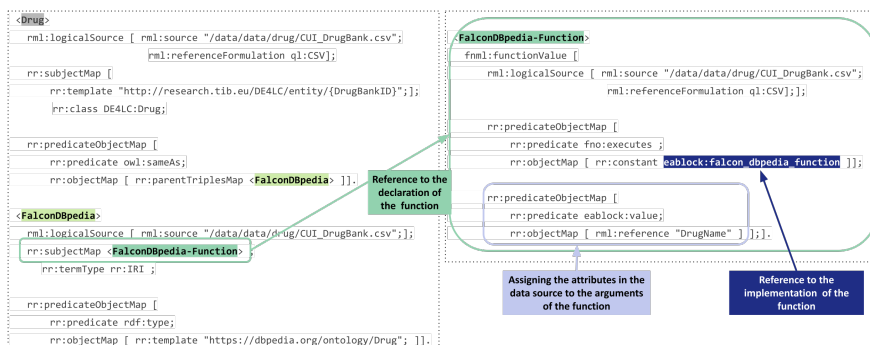 <Drug>
rml:logicalSource [ rml:source "/data/data/drug/CUI_DrugBank.csv";
rml:referenceFormulation ql:CSV];
rr:subjectMap [
rr:template "http://research.tib.eu/DE4LC/entity/{DrugBankID}";];
rr:class DE4LC:Drug;
rr:predicateObjectMap [
rr:predicate owl:sameAs;
rr:objectMap [ rr:parentTriplesMap <FalconDBpedia> ]].
<FalconDBpedia>
rml:logicalSource [ rml:source "/data/data/drug/CUI_DrugBank.csv";];
rr:subjectMap <FalconDBpedia-Function> ;
rr:termType rr:IRI ;
rr:predicateObjectMap [
rr:predicate rdf:type;
rr:objectMap [ rr:template "https://dbpedia.org/ontology/Drug"; ]].
Reference to the
declaration of
the function
<FalconDBpedia-Function>
fnml:functionValue [
rml:logicalSource [ rml:source "/data/data/drug/CUI_DrugBank.csv";
rml:referenceFormulation ql:CSV];];
rr:predicateObjectMap [
rr:predicate fno:executes ;
rr:objectMap [ rr:constant eablock:falcon_dbpedia_function ]];
rr:predicateObjectMap [
rr:predicate eablock:value;
rr:objectMap [ rml:reference "DrugName" ] ];].
Assigning the attributes in the
data source to the arguments
of the function
Reference to the
implementation of the
function